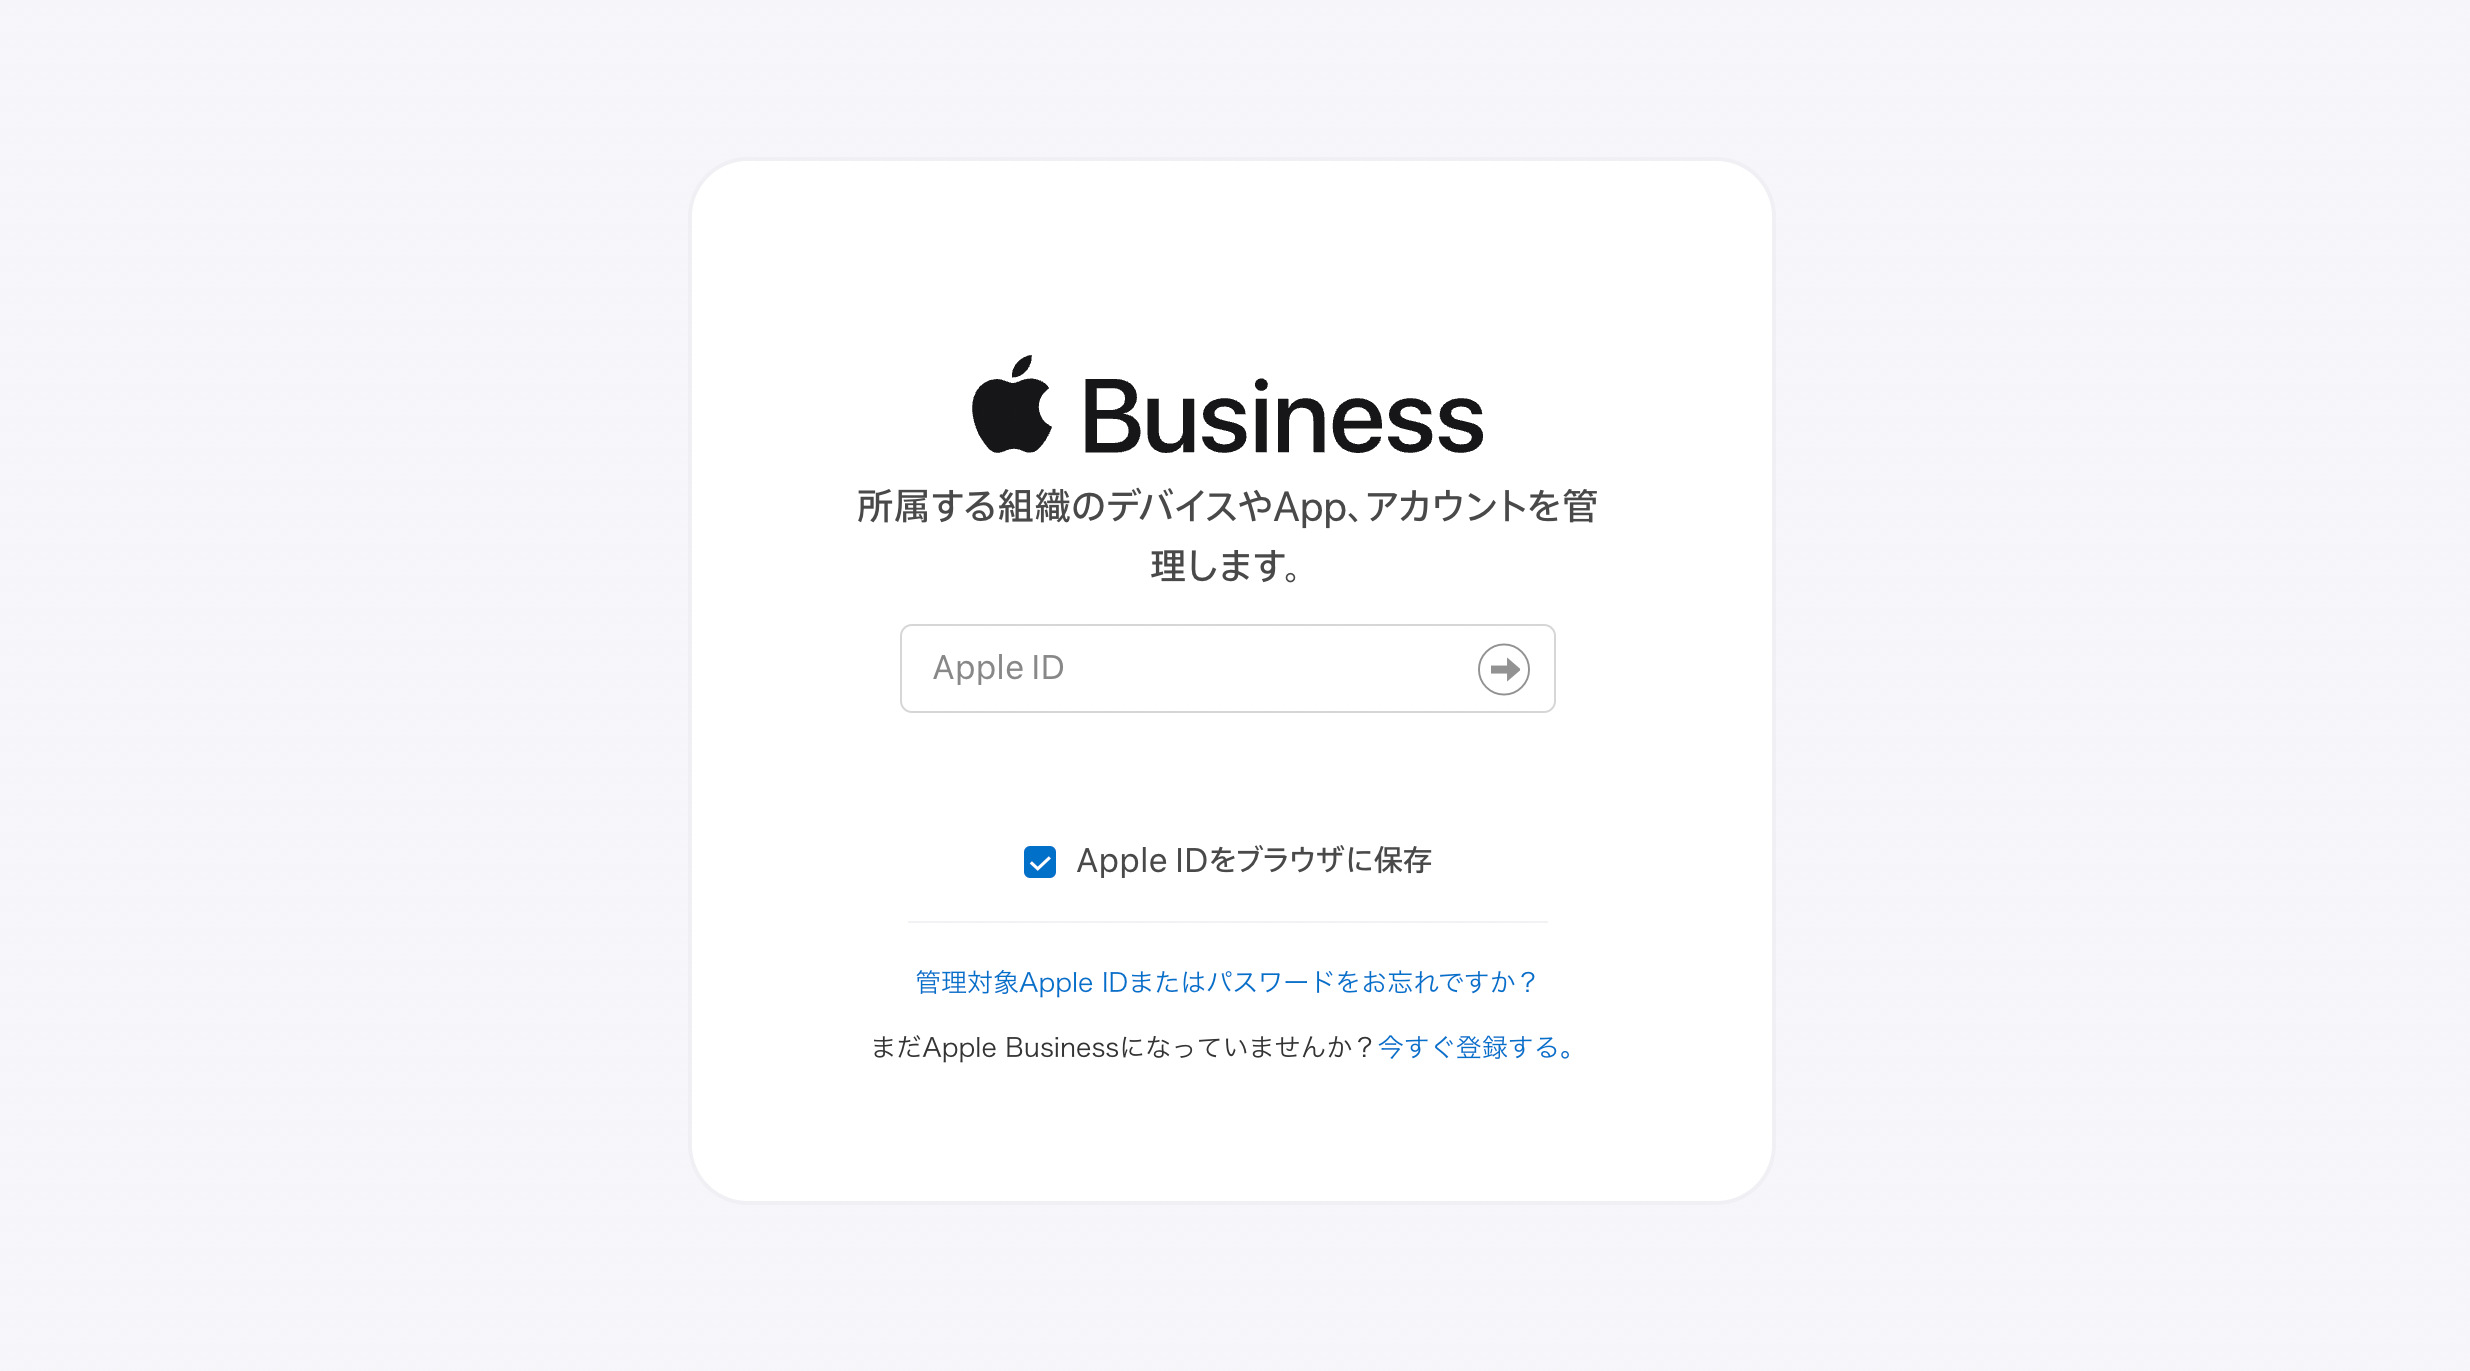 Business
所属する組織のデバイスやApp、アカウントを管
理します。
Apple ID
Apple IDをブラウザに保存
管理対象Apple IDまたはパスワードをお忘れですか？
まだApple Businessになっていませんか？今すぐ登録する。